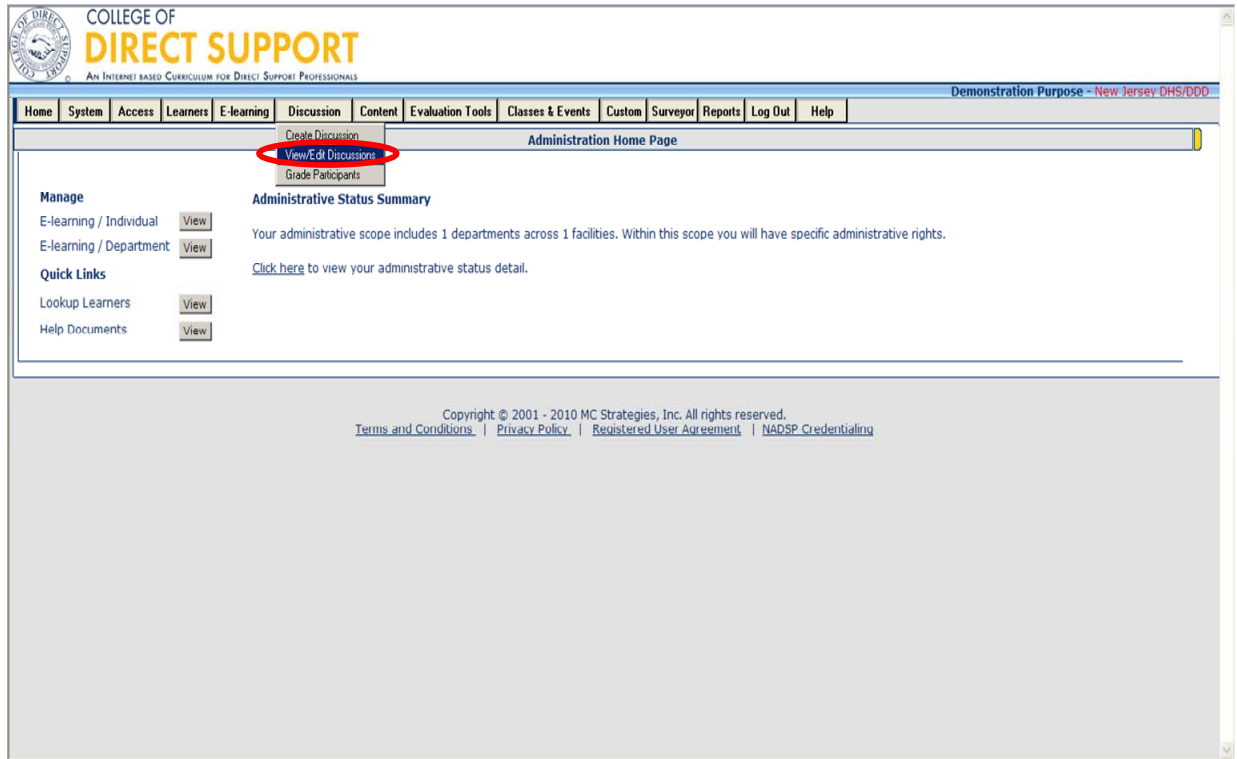 COLLEGE OF
DIRECT SUPPORT
AN INTERNET BASED CURRICULUM FOR DIRECT SUPPORT PROFESSIONALS
COLLEGE OF DIRECT SUPPORT
Demonstration Purpose - New Jersey DHS/DDD
Home System Access Learners E-learning Discussion Content Evaluation Tools Classes & Events Custom Surveyor Reports Log Out Help
Create Discussion
View/Edit Discussions
Grade Participants
Administration Home Page
Manage
E-learning / Individual View
E-learning / Department View
Quick Links
Lookup Learners View
Help Documents View
Administrative Status Summary
Your administrative scope includes 1 departments across 1 facilities. Within this scope you will have specific administrative rights.
Click here to view your administrative status detail.
Copyright © 2001 - 2010 MC Strategies, Inc. All rights reserved.
Terms and Conditions | Privacy Policy | Registered User Agreement | NADSP Credentialing